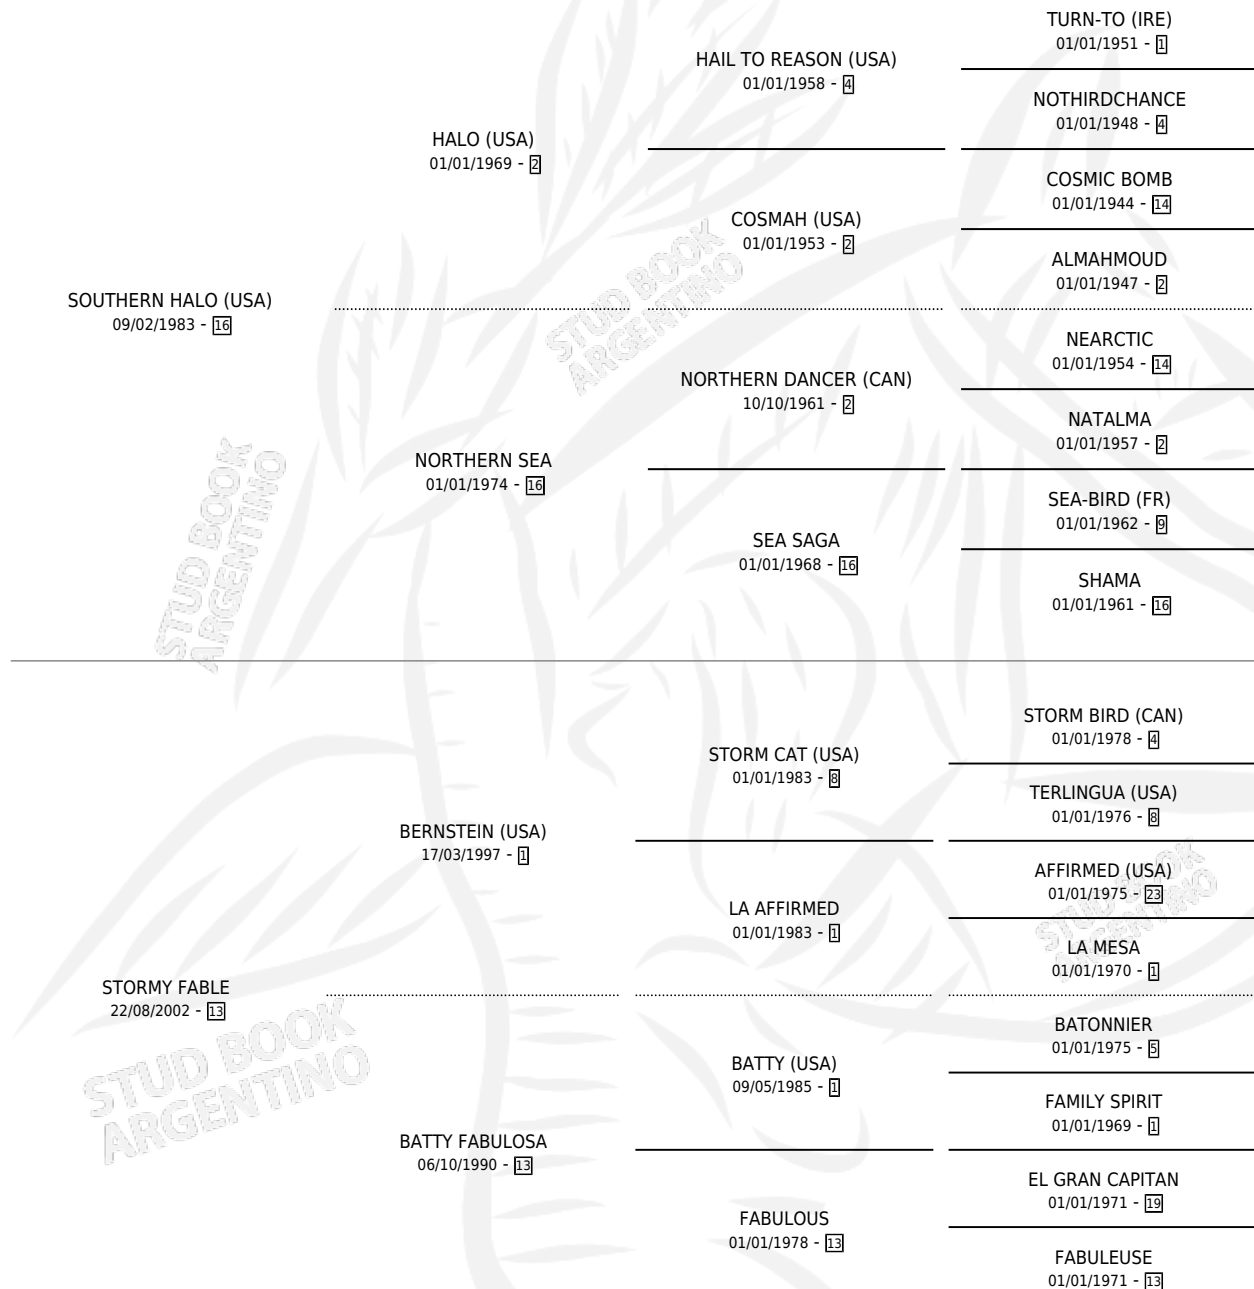 TURN-TO (IRE)
01/01/1951 - 1
HAIL TO REASON (USA)
01/01/1958 - 4
NOTHIRDCHANCE
01/01/1948 - 4
HALO (USA)
01/01/1969 - 2
COSMIC BOMB
01/01/1944 - 14
COSMAH (USA)
01/01/1953 - 2
ALMAHMOUD
01/01/1947 - 2
SOUTHERN HALO (USA)
09/02/1983 - 16
NEARCTIC
01/01/1954 - 14
NORTHERN DANCER (CAN)
10/10/1961 - 2
NATALMA
01/01/1957 - 2
NORTHERN SEA
01/01/1974 - 16
SEA-BIRD (FR)
01/01/1962 - 9
SEA SAGA
01/01/1968 - 16
SHAMA
01/01/1961 - 16
STORM BIRD (CAN)
01/01/1978 - 4
STORM CAT (USA)
01/01/1983 - 8
TERLINGUA (USA)
01/01/1976 - 8
BERNSTEIN (USA)
17/03/1997 - 1
AFFIRMED (USA)
01/01/1975 - 23
LA AFFIRMED
01/01/1983 - 1
LA MESA
01/01/1970 - 1
STORMY FABLE
22/08/2002 - 13
BATONNIER
01/01/1975 - 5
BATTY (USA)
09/05/1985 - 1
FAMILY SPIRIT
01/01/1969 - 1
BATTY FABULOSA
06/10/1990 - 13
EL GRAN CAPITAN
01/01/1971 - 19
FABULOUS
01/01/1978 - 13
FABULEUSE
01/01/1971 - 13
STUD BOOK
ARGENTINO
STUD BOOK
ARGENTINO
STUD BOOK
ARGENTINO
STUD BOOK
ARGENTINO